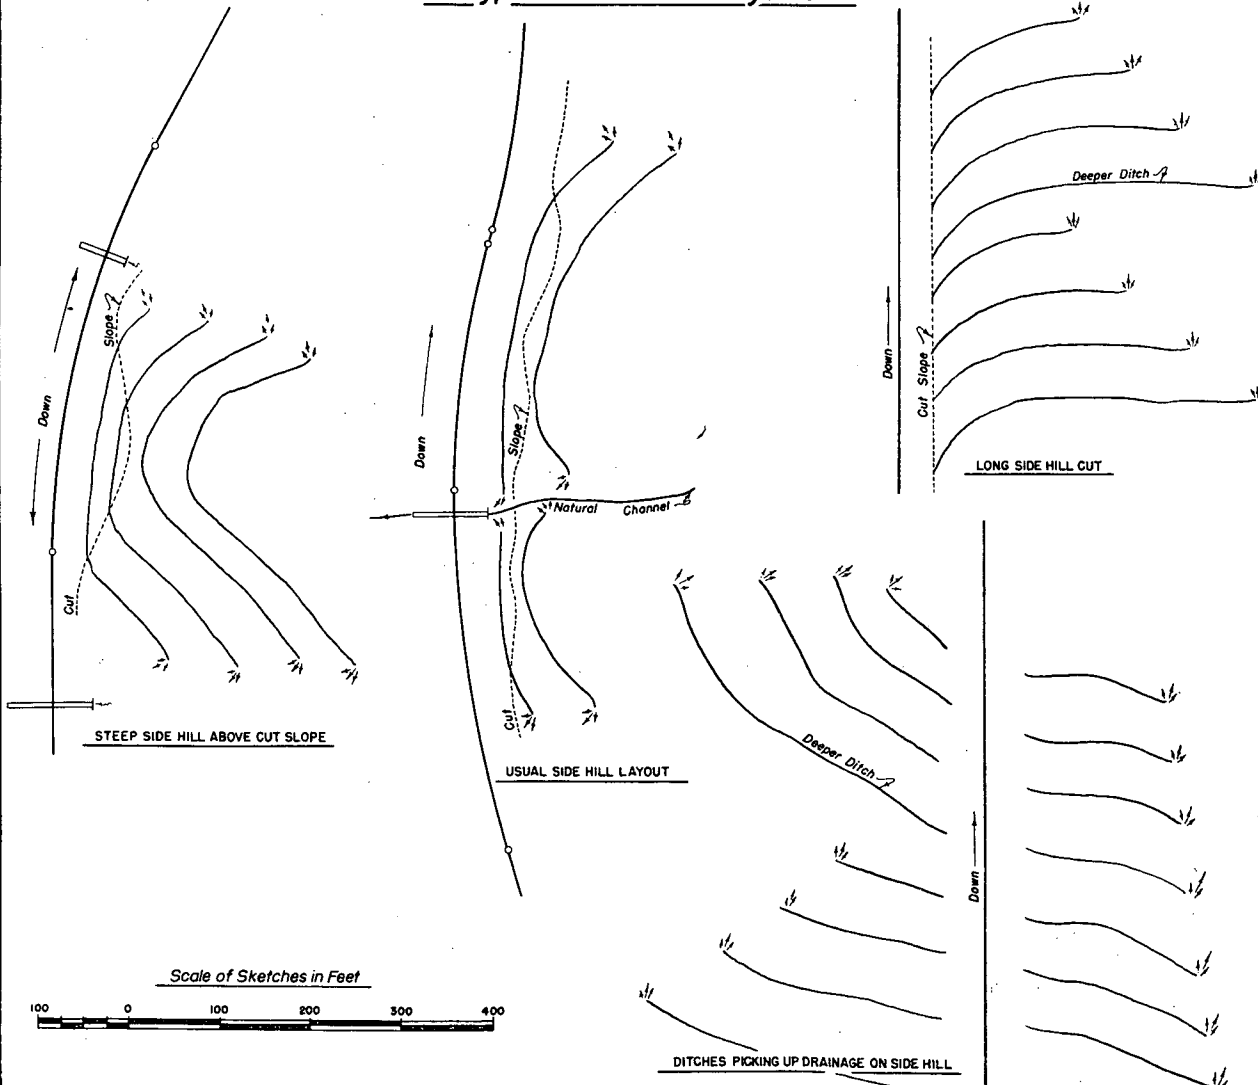 Slope
Down
Cut
STEEP SIDE HILL ABOVE CUT SLOPE
Down
Slope
Natural Channel
Cut
USUAL SIDE HILL LAYOUT
Deeper Ditch
Down
Cut Slope
LONG SIDE HILL CUT
Deeper Ditch
Down
DITCHES PICKING UP DRAINAGE ON SIDE HILL
Scale of Sketches in Feet
100 0 100 200 300 400